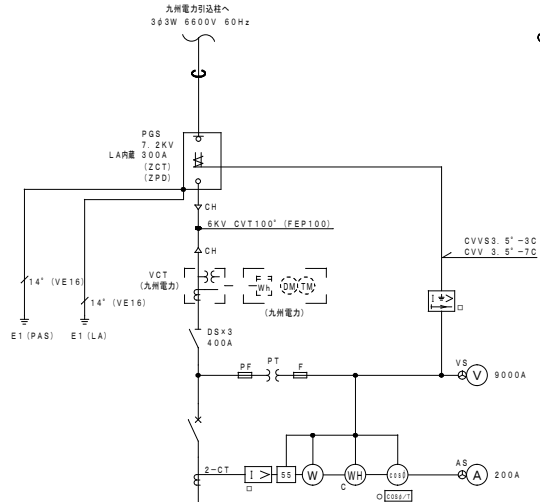 九州電力引込柱へ
3φ3W 6600V 60Hz
PGS
7.2KV
LA内蔵 300A
(ZCT)
(ZPD)
CH
6KV CVT100° (FEP100)
CH
CVVS3.5°-3C
CVV 3.5°-7C
VCT
(九州電力)
Wh
DM
TM
(九州電力)
14° (VE16)
14° (VE16)
I ⏚ >
E1(PAS)
E1(LA)
DS×3
400A
PF
PT
F
VS
V
9000A
2-CT
I >
55
W
WH
C
cosφ
AS
A
200A
COSφ/T